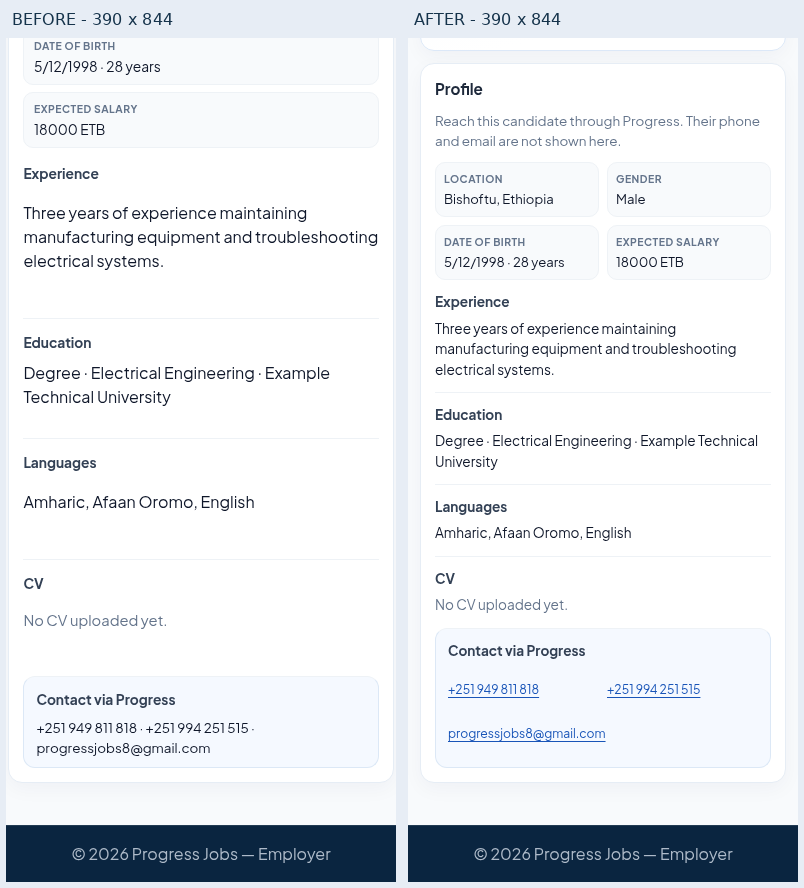 BEFORE - 390 x 844
DATE OF BIRTH
5/12/1998 · 28 years
EXPECTED SALARY
18000 ETB
Experience
Three years of experience maintaining
manufacturing equipment and troubleshooting
electrical systems.
Education
Degree · Electrical Engineering · Example
Technical University
Languages
Amharic, Afaan Oromo, English
CV
No CV uploaded yet.
Contact via Progress
+251 949 811 818 · +251 994 251 515 ·
progressjobs8@gmail.com
© 2026 Progress Jobs — Employer
AFTER - 390 x 844
Profile
Reach this candidate through Progress. Their phone
and email are not shown here.
LOCATION
Bishoftu, Ethiopia
GENDER
Male
DATE OF BIRTH
5/12/1998 · 28 years
EXPECTED SALARY
18000 ETB
Experience
Three years of experience maintaining
manufacturing equipment and troubleshooting
electrical systems.
Education
Degree · Electrical Engineering · Example Technical
University
Languages
Amharic, Afaan Oromo, English
CV
No CV uploaded yet.
Contact via Progress
+251 949 811 818
+251 994 251 515
progressjobs8@gmail.com
© 2026 Progress Jobs — Employer